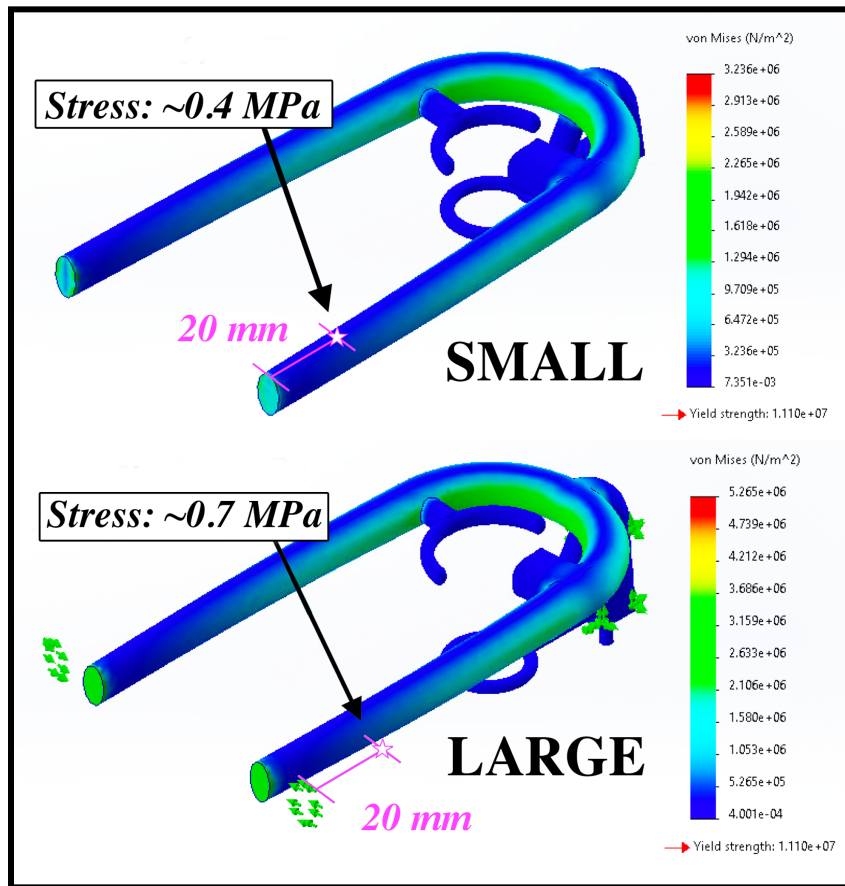 von Mises (N/m^2)
Stress: ~0.4 MPa
3.236e+06
2.913e+06
2.589e+06
2.265e+06
1.942e+06
1.618e+06
1.294e+06
9.709e+05
6.472e+05
3.236e+05
7.351e-03
20 mm
SMALL
Yield strength: 1.110e+07
von Mises (N/m^2)
Stress: ~0.7 MPa
5.265e+06
4.739e+06
4.212e+06
3.686e+06
3.159e+06
2.633e+06
2.106e+06
1.580e+06
1.053e+06
5.265e+05
4.001e-04
LARGE
20 mm
Yield strength: 1.110e+07